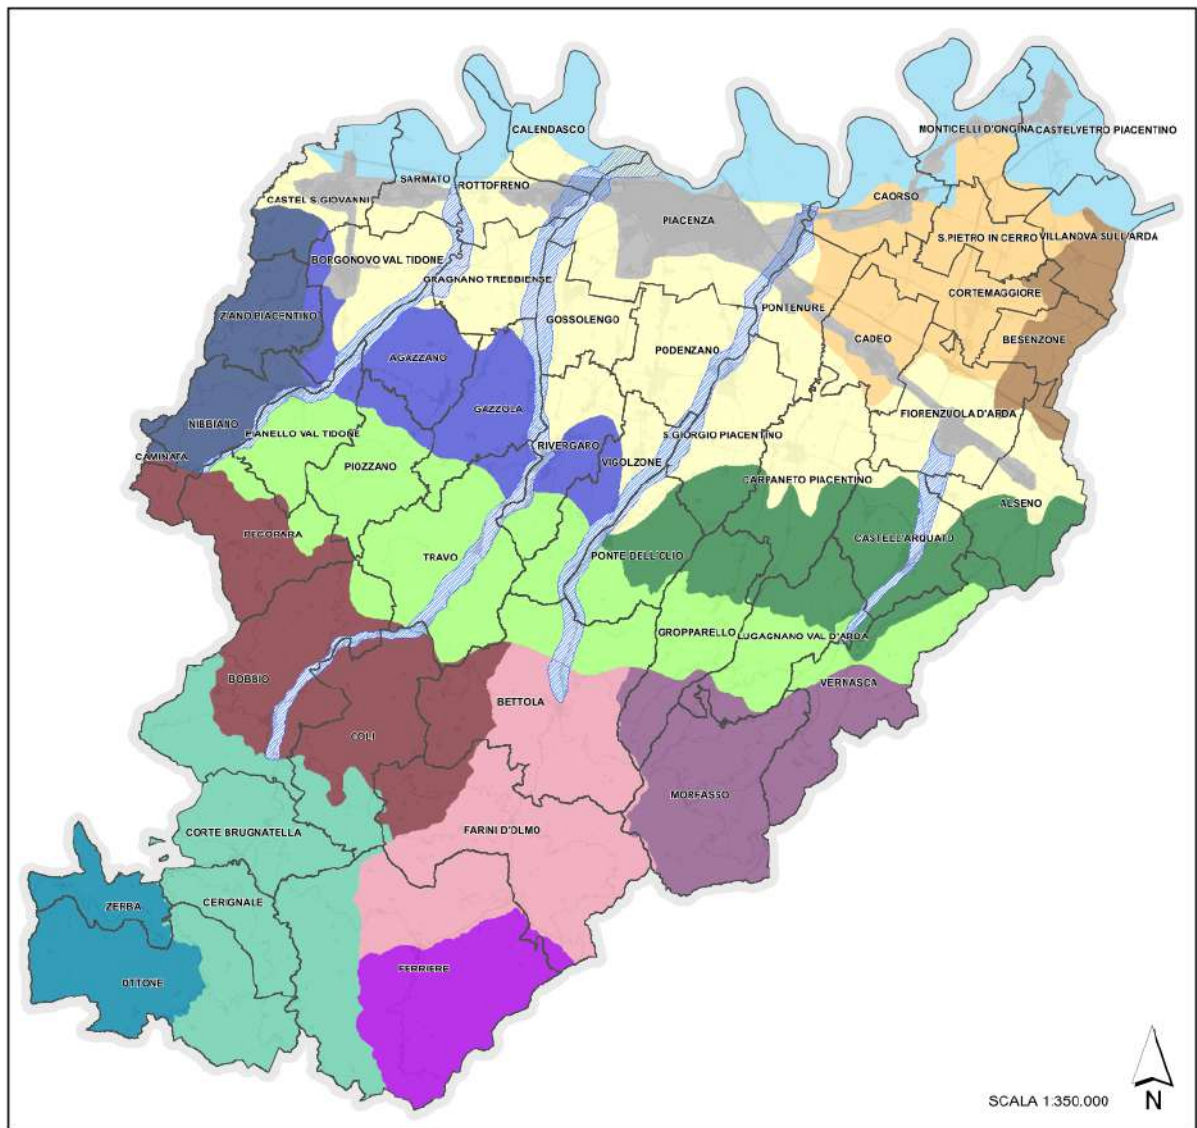 CALENDASCO
MONTICELLI D'ONGINA
CASTELVETRO PIACENTINO
SARMATO
ROTTOFRENO
CASTEL S.GIOVANNI
CAORSO
PIACENZA
S.PIETRO IN CERRO
VILLANOVA SULL'ARDA
BORGONOVO VAL TIDONE
GRAGNANO TREBBIENSE
CORTEMAGGIORE
PONTENURE
ZIANO PIACENTINO
GOSSOLENGO
CADEO
BESENZONE
PODENZANO
AGAZZANO
GAZZOLA
FIORENZUOLA D'ARDA
NIBBIANO
PIANELLO VAL TIDONE
S.GIORGIO PIACENTINO
RIVERGARO
CAMINATA
PIOZZANO
VIGOLZONE
CARPANETO PIACENTINO
ALSENO
PECORARA
CASTELL'ARQUATO
TRAVO
PONTE DELL'OLIO
GROPPARELLO
LUGAGNANO VAL D'ARDA
BOBBIO
VERNASCA
BETTOLA
COLI
MORFASSO
CORTE BRUGNATELLA
FARINI D'OLMO
ZERBA
CERIGNALE
FERRIERE
OTTONE
SCALA 1:350.000
N